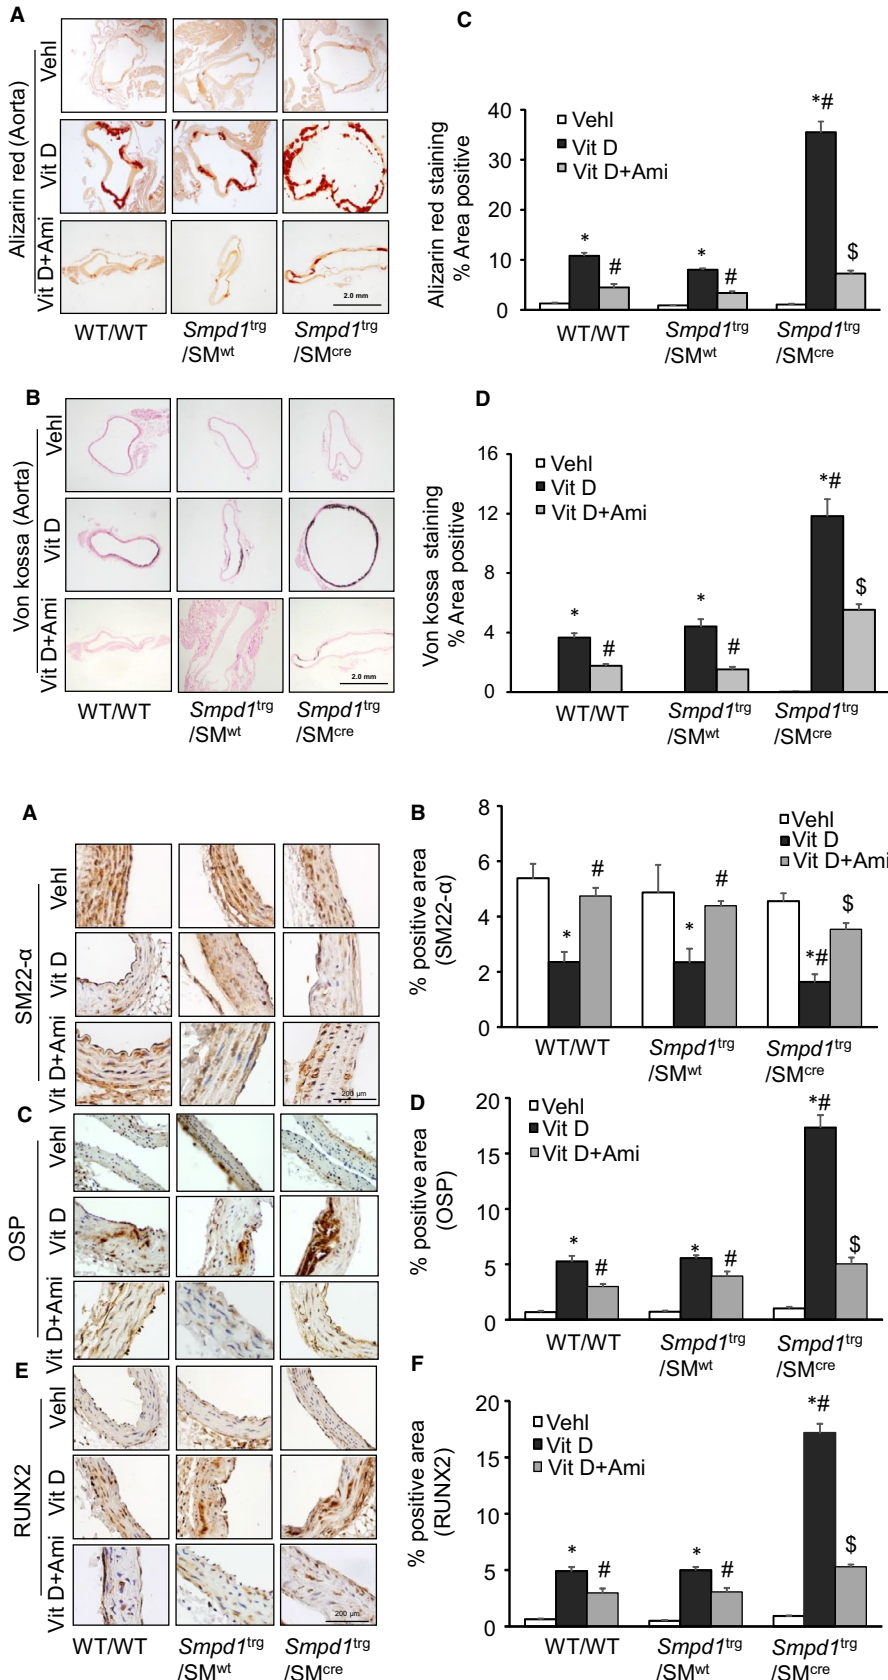 A
Alizarin red (Aorta)
Vehl
Vit D
Vit D+Ami
2.0 mm
WT/WT
Smpd1trg
/SMwt
Smpd1trg
/SMcre
C
Alizarin red staining
% Area positive
40
30
20
10
0
Vehl
Vit D
Vit D+Ami
*
#
*
#
*#
$
WT/WT
Smpd1trg
/SMwt
Smpd1trg
/SMcre
B
Von kossa (Aorta)
Vehl
Vit D
Vit D+Ami
2.0 mm
WT/WT
Smpd1trg
/SMwt
Smpd1trg
/SMcre
D
Von kossa staining
% Area positive
16
12
8
4
0
Vehl
Vit D
Vit D+Ami
*
#
*
#
*#
$
WT/WT
Smpd1trg
/SMwt
Smpd1trg
/SMcre
A
SM22-α
Vehl
Vit D
Vit D+Ami
200 µm
B
% positive area
(SM22-α)
8
6
4
2
0
Vehl
Vit D
Vit D+Ami
*
#
*
#
*#
$
WT/WT
Smpd1trg
/SMwt
Smpd1trg
/SMcre
C
OSP
Vehl
Vit D
Vit D+Ami
D
% positive area
(OSP)
20
15
10
5
0
Vehl
Vit D
Vit D+Ami
*
#
*
#
*#
$
WT/WT
Smpd1trg
/SMwt
Smpd1trg
/SMcre
E
RUNX2
Vehl
Vit D
Vit D+Ami
200 µm
WT/WT
Smpd1trg
/SMwt
Smpd1trg
/SMcre
F
% positive area
(RUNX2)
20
15
10
5
0
Vehl
Vit D
Vit D+Ami
*
#
*
#
*#
$
WT/WT
Smpd1trg
/SMwt
Smpd1trg
/SMcre